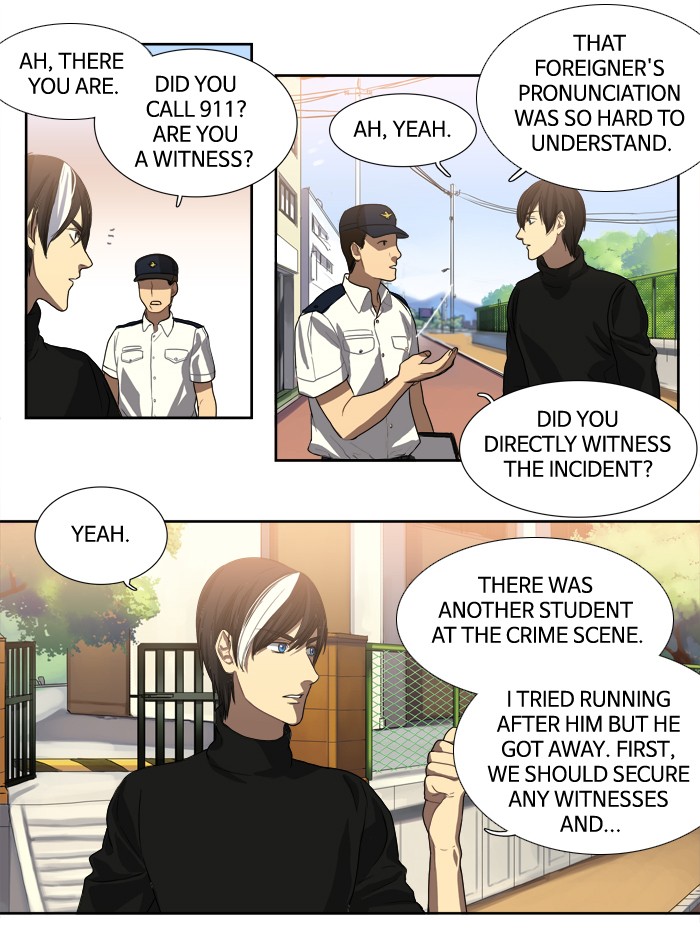 AH, THERE
YOU ARE.
DID YOU
CALL 911?
ARE YOU
A WITNESS?
AH, YEAH.
THAT
FOREIGNER'S
PRONUNCIATION
WAS SO HARD TO
UNDERSTAND.
DID YOU
DIRECTLY WITNESS
THE INCIDENT?
YEAH.
THERE WAS
ANOTHER STUDENT
AT THE CRIME SCENE.
I TRIED RUNNING
AFTER HIM BUT HE
GOT AWAY. FIRST,
WE SHOULD SECURE
ANY WITNESSES
AND...